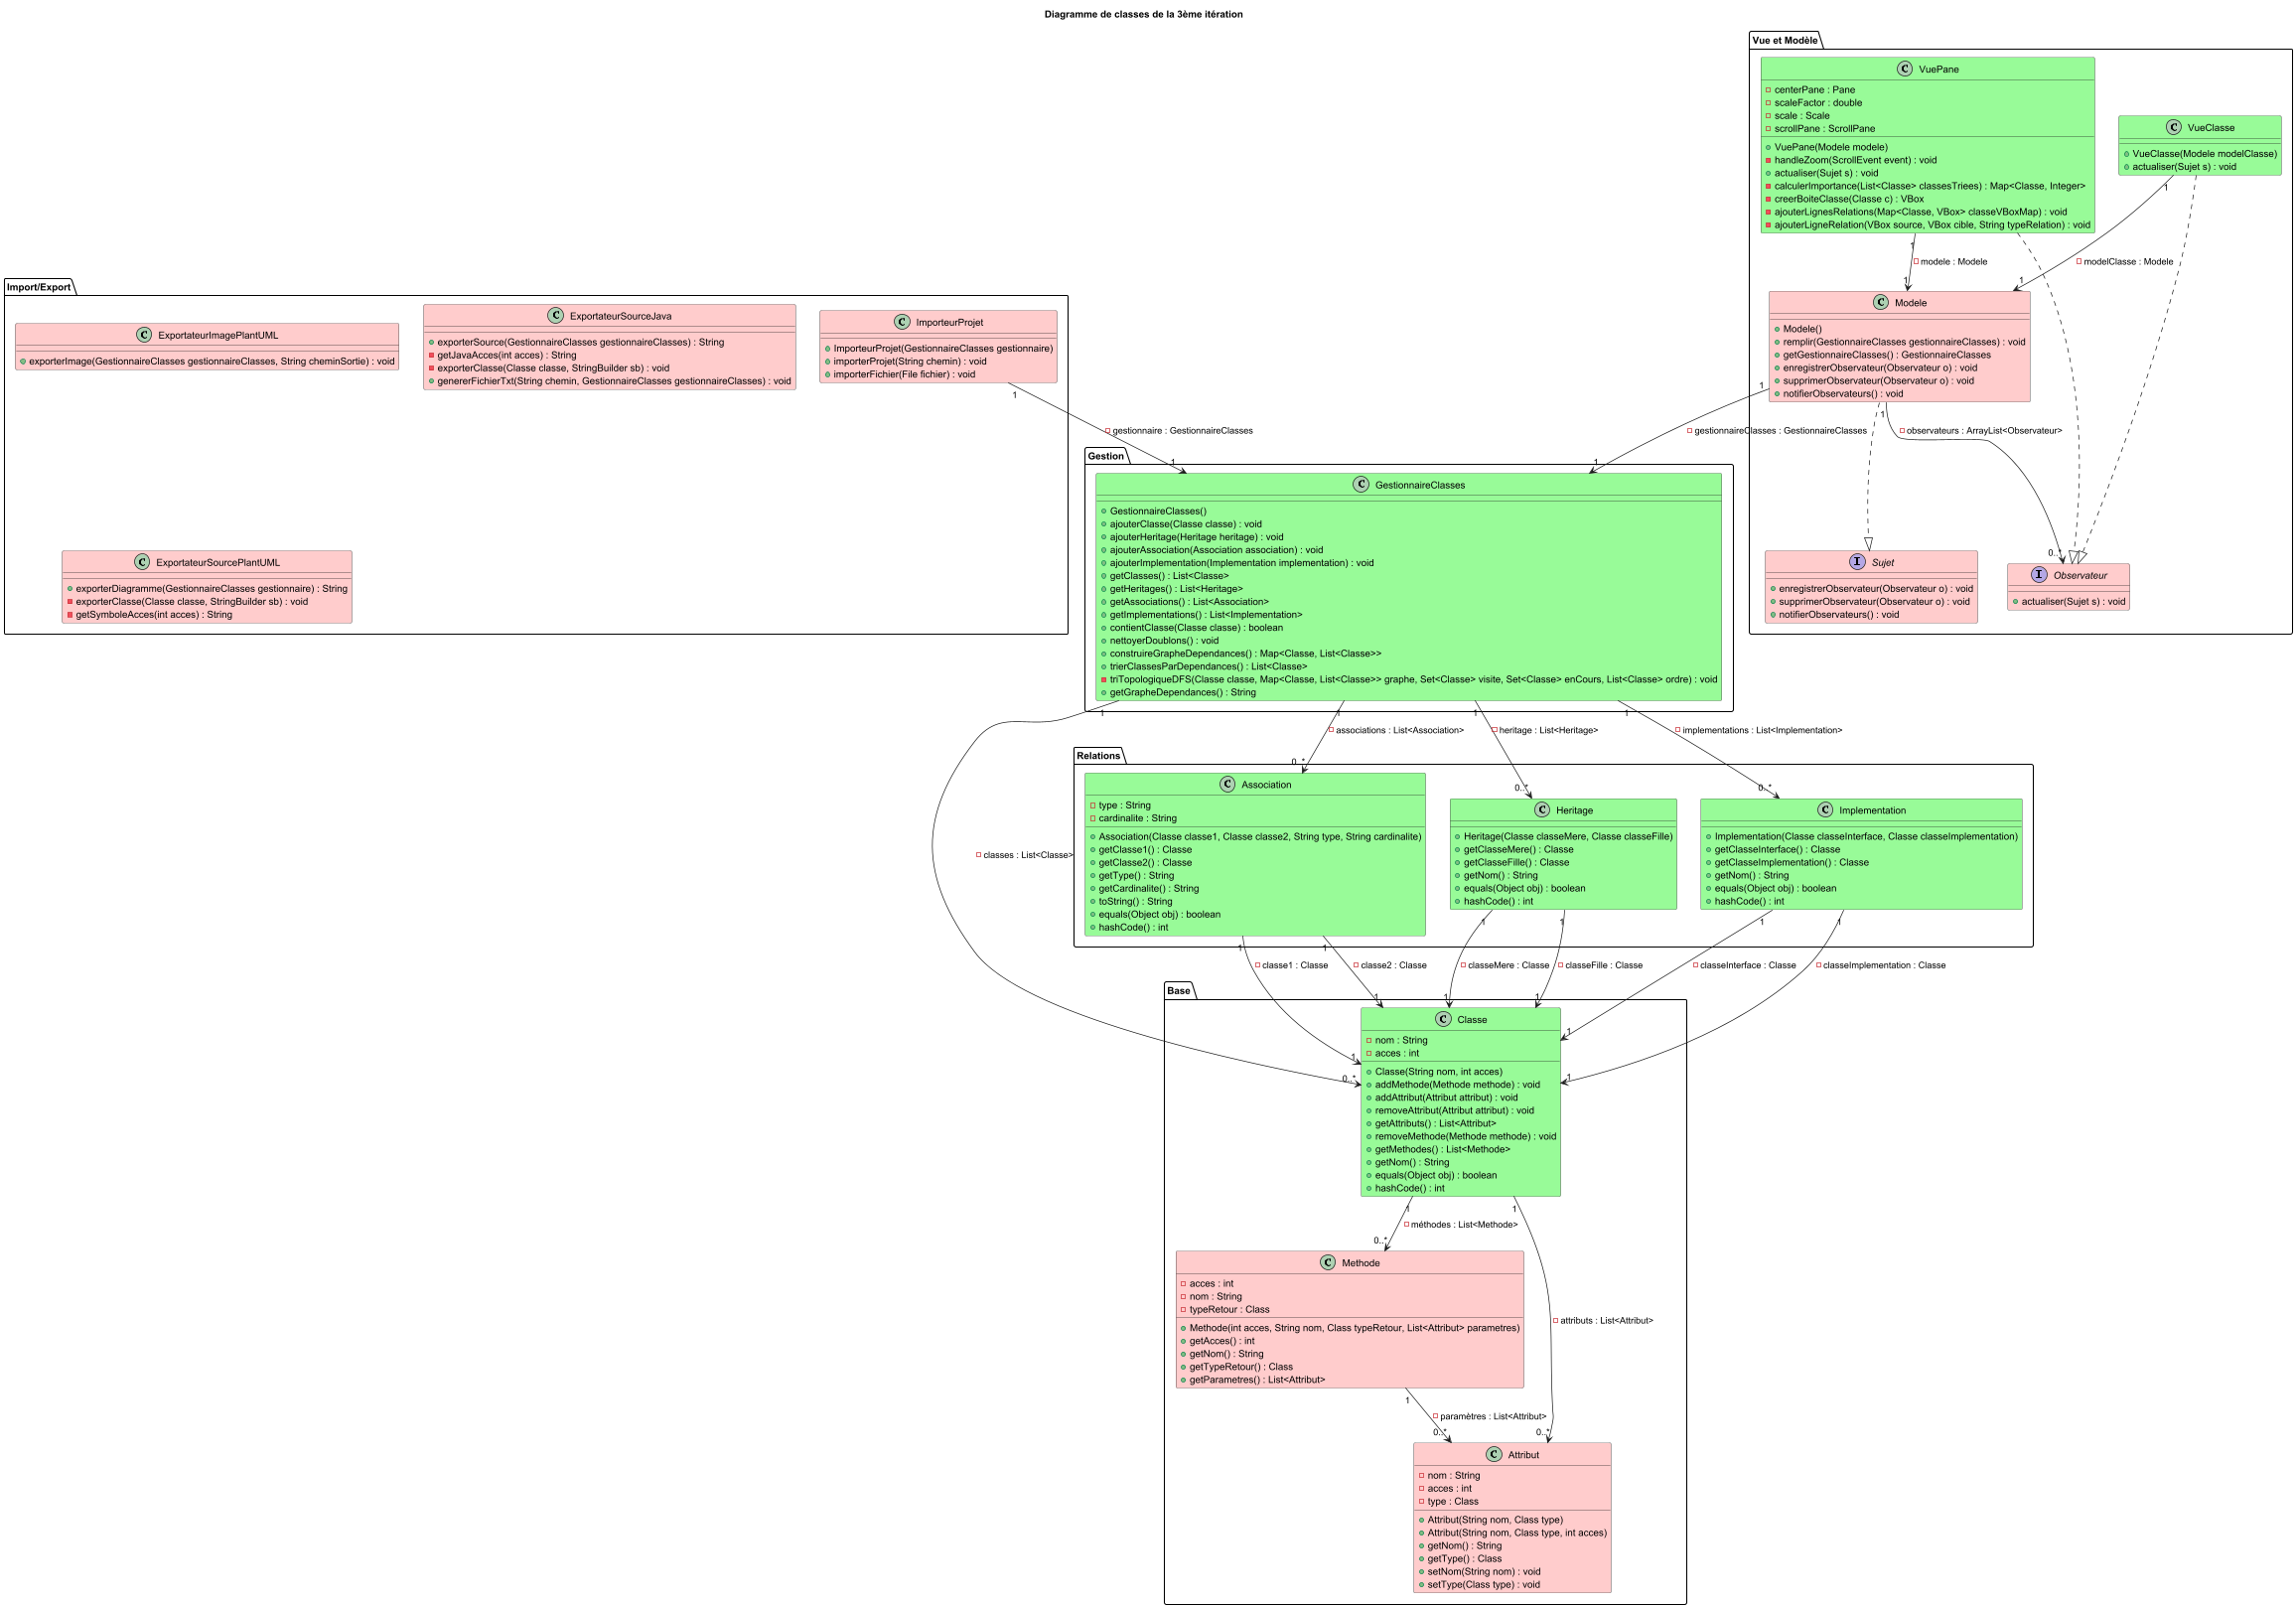 Diagramme de classes de la 3ème itération
Vue et Modèle
C VuePane
centerPane : Pane
scaleFactor : double
scale : Scale
scrollPane : ScrollPane
VuePane(Modele modele)
handleZoom(ScrollEvent event) : void
actualiser(Sujet s) : void
calculerImportance(List<Classe> classesTriees) : Map<Classe, Integer>
creerBoiteClasse(Classe c) : VBox
ajouterLignesRelations(Map<Classe, VBox> classeVBoxMap) : void
ajouterLigneRelation(VBox source, VBox cible, String typeRelation) : void
C VueClasse
VueClasse(Modele modelClasse)
actualiser(Sujet s) : void
1
1
modele : Modele
modelClasse : Modele
1
1
C Modele
Modele()
remplir(GestionnaireClasses gestionnaireClasses) : void
getGestionnaireClasses() : GestionnaireClasses
enregistrerObservateur(Observateur o) : void
supprimerObservateur(Observateur o) : void
notifierObservateurs() : void
1
1
gestionnaireClasses : GestionnaireClasses
observateurs : ArrayList<Observateur>
1
0..*
I Sujet
enregistrerObservateur(Observateur o) : void
supprimerObservateur(Observateur o) : void
notifierObservateurs() : void
I Observateur
actualiser(Sujet s) : void
Import/Export
C ExportateurImagePlantUML
exporterImage(GestionnaireClasses gestionnaireClasses, String cheminSortie) : void
C ExportateurSourceJava
exporterSource(GestionnaireClasses gestionnaireClasses) : String
getJavaAcces(int acces) : String
exporterClasse(Classe classe, StringBuilder sb) : void
genererFichierTxt(String chemin, GestionnaireClasses gestionnaireClasses) : void
C ImporteurProjet
ImporteurProjet(GestionnaireClasses gestionnaire)
importerProjet(String chemin) : void
importerFichier(File fichier) : void
1
gestionnaire : GestionnaireClasses
1
C ExportateurSourcePlantUML
exporterDiagramme(GestionnaireClasses gestionnaire) : String
exporterClasse(Classe classe, StringBuilder sb) : void
getSymboleAcces(int acces) : String
Gestion
C GestionnaireClasses
GestionnaireClasses()
ajouterClasse(Classe classe) : void
ajouterHeritage(Heritage heritage) : void
ajouterAssociation(Association association) : void
ajouterImplementation(Implementation implementation) : void
getClasses() : List<Classe>
getHeritages() : List<Heritage>
getAssociations() : List<Association>
getImplementations() : List<Implementation>
contientClasse(Classe classe) : boolean
nettoyerDoublons() : void
construireGrapheDependances() : Map<Classe, List<Classe>>
trierClassesParDependances() : List<Classe>
triTopologiqueDFS(Classe classe, Map<Classe, List<Classe>> graphe, Set<Classe> visite, Set<Classe> enCours, List<Classe> ordre) : void
getGrapheDependances() : String
1
1
1
1
associations : List<Association>
heritage : List<Heritage>
implementations : List<Implementation>
0..*
0..*
0..*
classes : List<Classe>
Relations
C Association
type : String
cardinalite : String
Association(Classe classe1, Classe classe2, String type, String cardinalite)
getClasse1() : Classe
getClasse2() : Classe
getType() : String
getCardinalite() : String
toString() : String
equals(Object obj) : boolean
hashCode() : int
C Heritage
Heritage(Classe classeMere, Classe classeFille)
getClasseMere() : Classe
getClasseFille() : Classe
getNom() : String
equals(Object obj) : boolean
hashCode() : int
C Implementation
Implementation(Classe classeInterface, Classe classeImplementation)
getClasseInterface() : Classe
getClasseImplementation() : Classe
getNom() : String
equals(Object obj) : boolean
hashCode() : int
1
1
1
1
1
1
classe1 : Classe
classe2 : Classe
classeMere : Classe
classeFille : Classe
classeInterface : Classe
classeImplementation : Classe
1
1
1
1
1
1
0..*
Base
C Classe
nom : String
acces : int
Classe(String nom, int acces)
addMethode(Methode methode) : void
addAttribut(Attribut attribut) : void
removeAttribut(Attribut attribut) : void
getAttributs() : List<Attribut>
removeMethode(Methode methode) : void
getMethodes() : List<Methode>
getNom() : String
equals(Object obj) : boolean
hashCode() : int
1
1
méthodes : List<Methode>
0..*
attributs : List<Attribut>
C Methode
acces : int
nom : String
typeRetour : Class
Methode(int acces, String nom, Class typeRetour, List<Attribut> parametres)
getAcces() : int
getNom() : String
getTypeRetour() : Class
getParametres() : List<Attribut>
1
paramètres : List<Attribut>
0..*
0..*
C Attribut
nom : String
acces : int
type : Class
Attribut(String nom, Class type)
Attribut(String nom, Class type, int acces)
getNom() : String
getType() : Class
setNom(String nom) : void
setType(Class type) : void